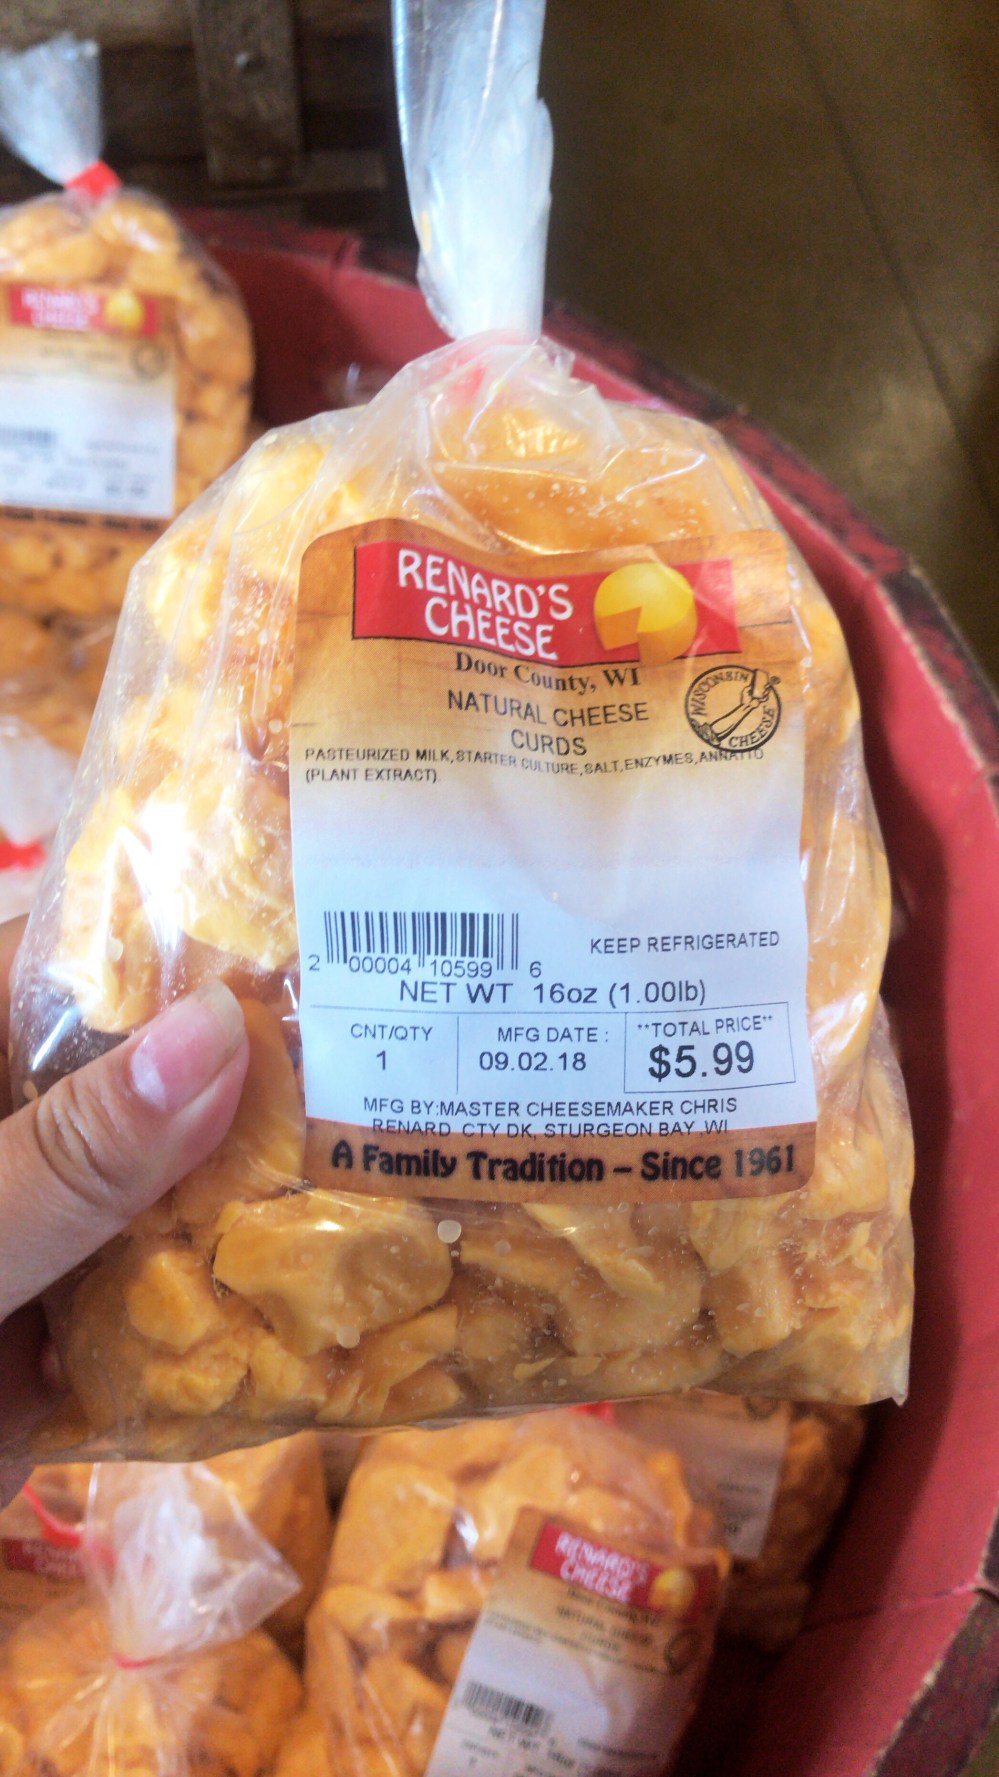 RENARD'S
CHEESE
Door County, WI
NATURAL CHEESE
CURDS
WISCONSIN
CHEESE
PASTEURIZED MILK,STARTER CULTURE,SALT,ENZYMES,ANNATTO
(PLANT EXTRACT).
2 00004 10599 6
KEEP REFRIGERATED
NET WT 16oz (1.00lb)
CNT/QTY
1
MFG DATE :
09.02.18
**TOTAL PRICE**
$5.99
MFG BY:MASTER CHEESEMAKER CHRIS
RENARD CTY DK, STURGEON BAY ,WI
A Family Tradition – Since 1961
RENARD'S
CHEESE
RENARD'S
CHEESE
NATURAL CHEESE
CURDS